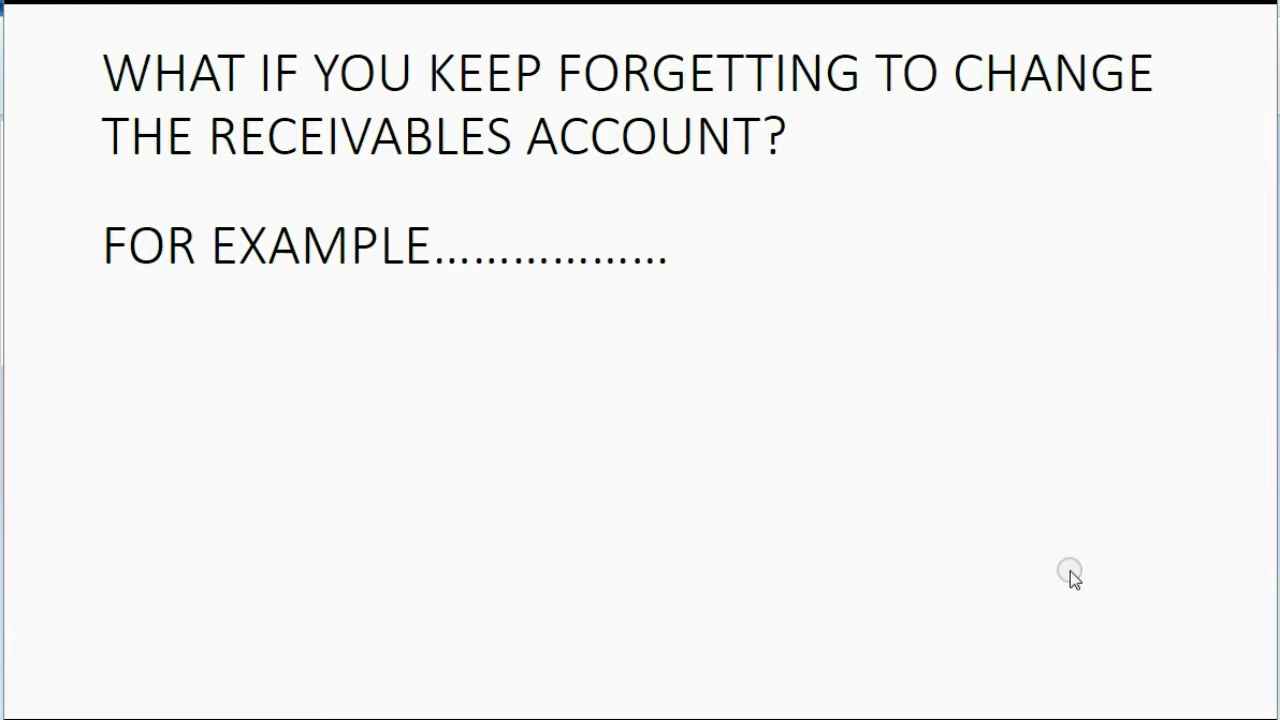 WHAT IF YOU KEEP FORGETTING TO CHANGE
THE RECEIVABLES ACCOUNT?
FOR EXAMPLE………………